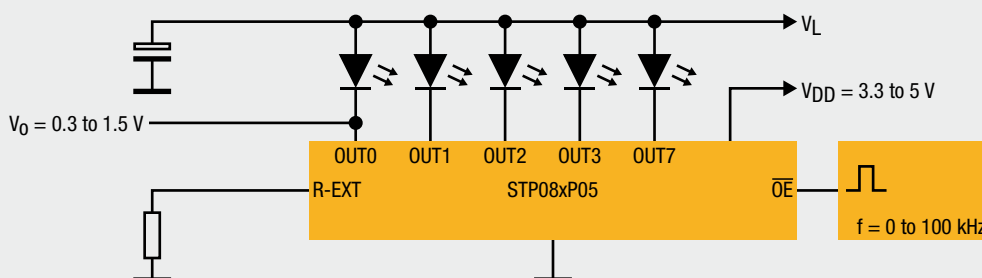 VL
VDD = 3.3 to 5 V
VO = 0.3 to 1.5 V
OUT0 OUT1 OUT2 OUT3 OUT7
R-EXT STP08xP05 OE
f = 0 to 100 kHz